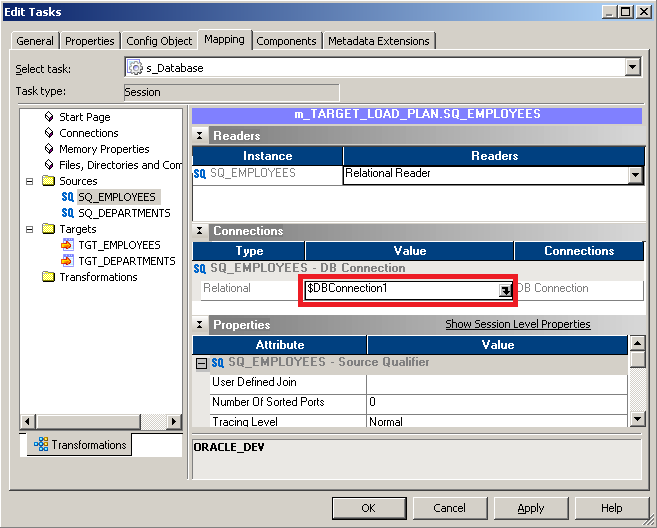 Edit Tasks
General Properties Config Object Mapping Components Metadata Extensions
Select task: s_Database
Task type: Session
Start Page
Connections
Memory Properties
Files, Directories and Com
Sources
SQ SQ_EMPLOYEES
SQ SQ_DEPARTMENTS
Targets
TGT_EMPLOYEES
TGT_DEPARTMENTS
Transformations
Transformations
m_TARGET_LOAD_PLAN.SQ_EMPLOYEES
Readers
Instance Readers
SQ SQ_EMPLOYEES Relational Reader
Connections
Type Value Connections
SQ SQ_EMPLOYEES - DB Connection
Relational $DBConnection1 DB Connection
Properties Show Session Level Properties
Attribute Value
SQ SQ_EMPLOYEES - Source Qualifier
User Defined Join
Number Of Sorted Ports 0
Tracing Level Normal
ORACLE_DEV
OK Cancel Apply Help